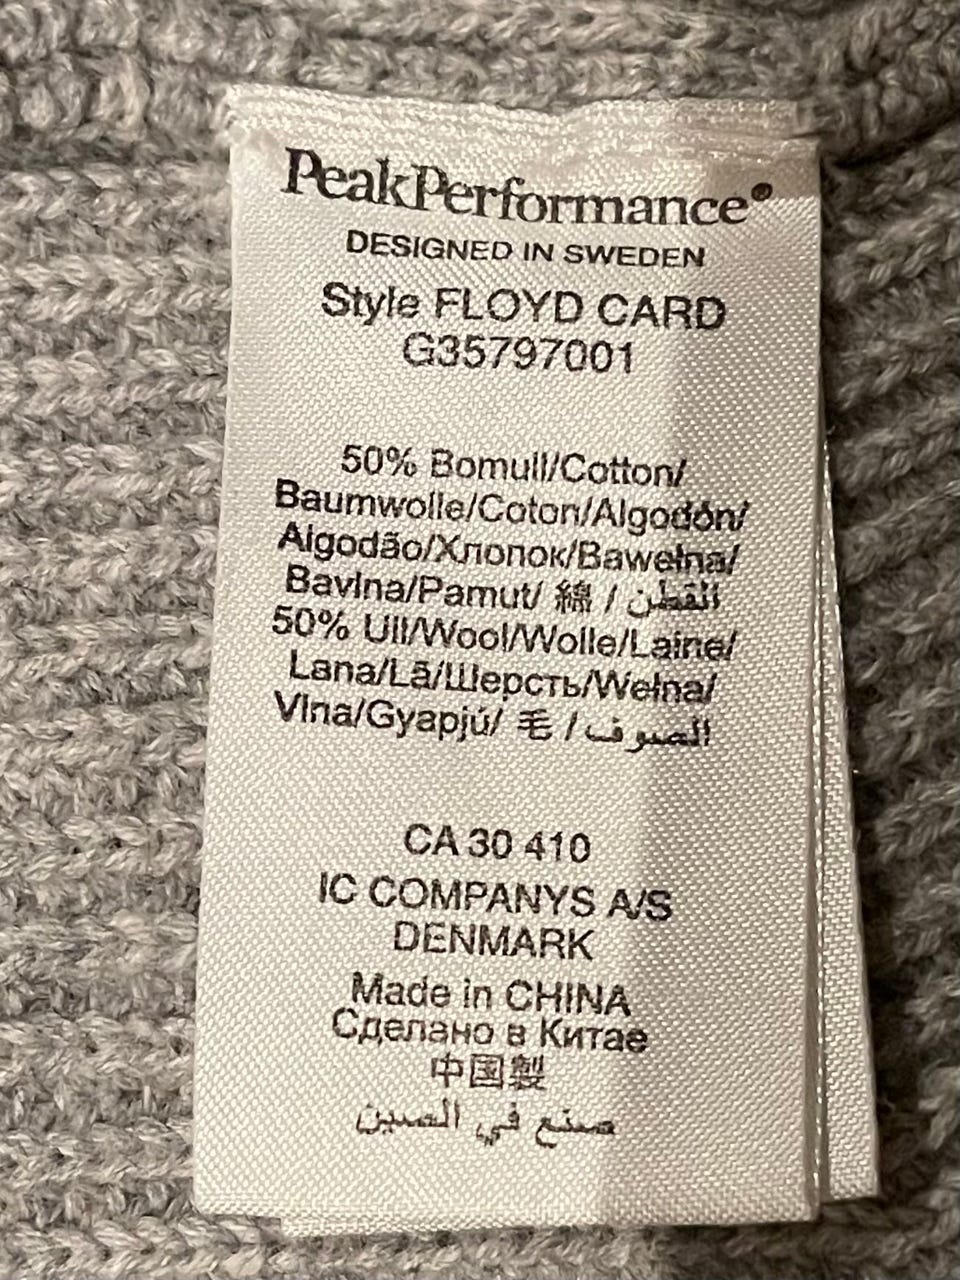 PeakPerformance®
DESIGNED IN SWEDEN
Style FLOYD CARD
G35797001
50% Bomull/Cotton/
Baumwolle/Coton/Algodón/
Algodão/Хлопок/Bawełna/
Bavlna/Pamut/ 綿 / القطن
50% Ull/Wool/Wolle/Laine/
Lana/Lã/Шерсть/Wełna/
Vlna/Gyapjú/ 毛 / الصوف
CA 30 410
IC COMPANYS A/S
DENMARK
Made in CHINA
Сделано в Китае
中国製
صنع في الصين